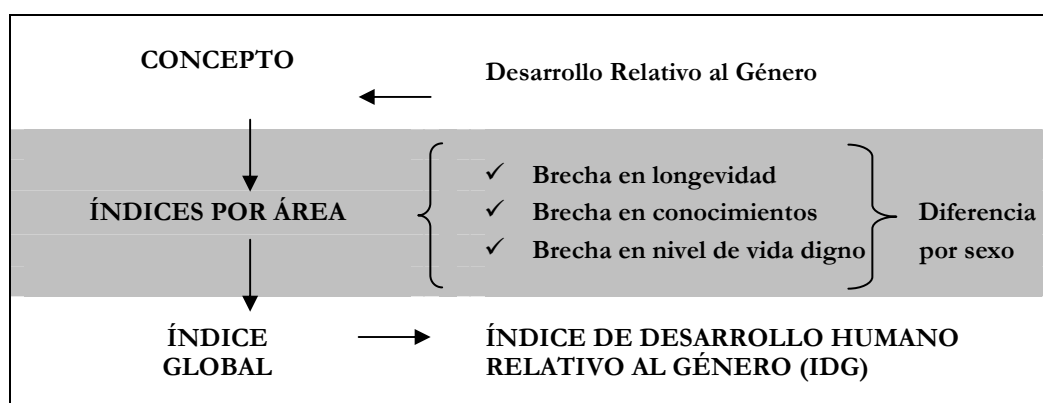 CONCEPTO
Desarrollo Relativo al Género
ÍNDICES POR ÁREA
✓ Brecha en longevidad
✓ Brecha en conocimientos
✓ Brecha en nivel de vida digno
Diferencia
por sexo
ÍNDICE
GLOBAL
ÍNDICE DE DESARROLLO HUMANO
RELATIVO AL GÉNERO (IDG)